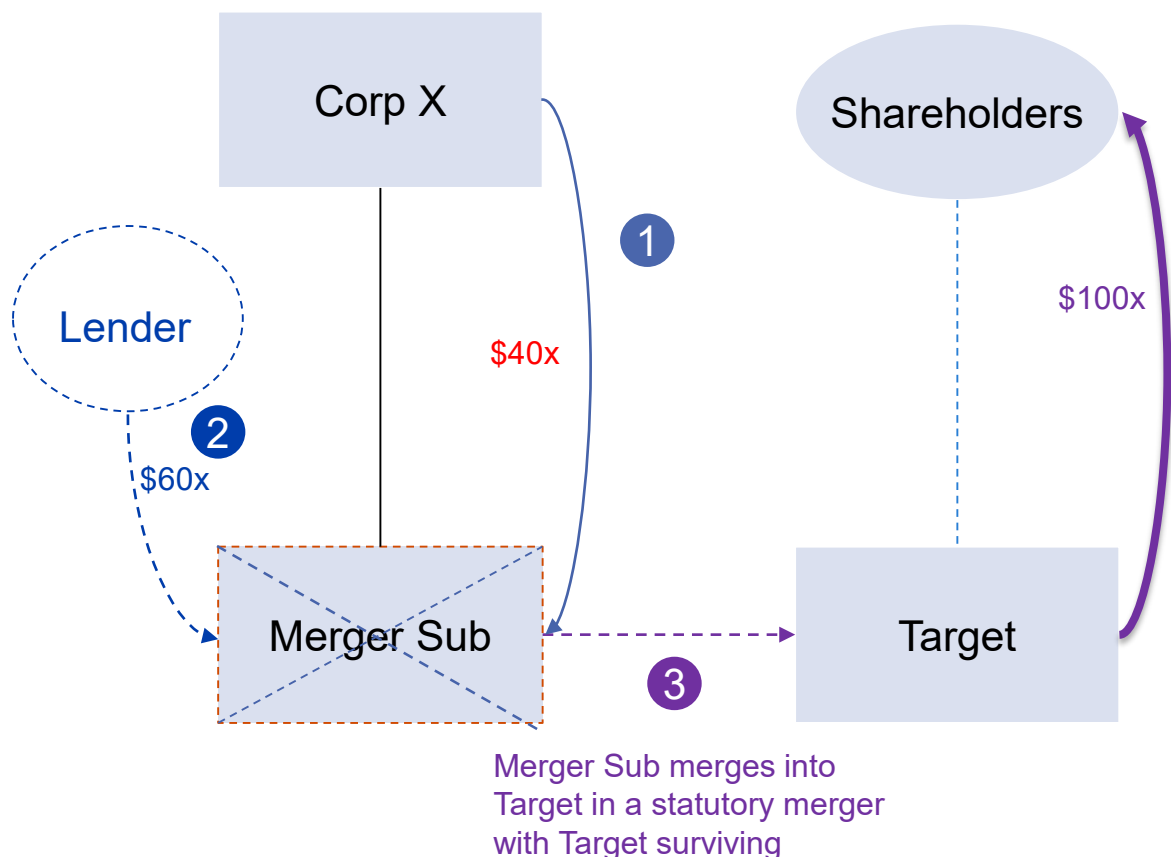 Corp X
Shareholders
1
$100x
Lender
$40x
2
$60x
Merger Sub
Target
3
Merger Sub merges into
Target in a statutory merger
with Target surviving